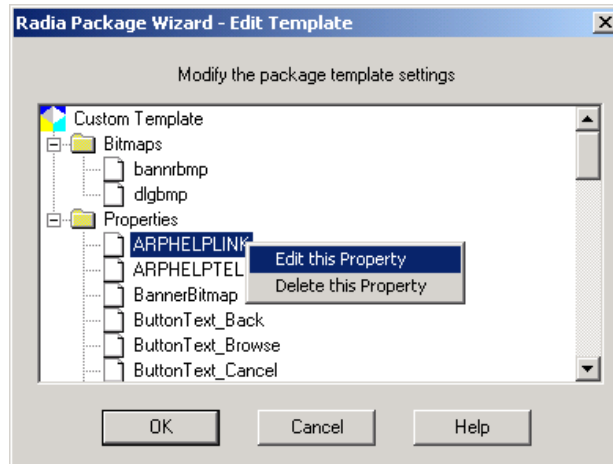 Radia Package Wizard - Edit Template
Modify the package template settings
Custom Template
Bitmaps
bannrbmp
dlgbmp
Properties
ARPHELPLINK
Edit this Property
ARPHELPTEL
Delete this Property
BannerBitmap
ButtonText_Back
ButtonText_Browse
ButtonText_Cancel
OK Cancel Help